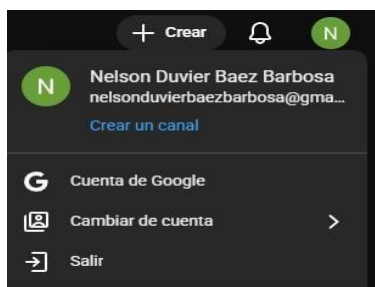 Crear
N
N
Nelson Duvier Baez Barbosa
nelsonduvierbaezbarbosa@gma...
Crear un canal
G Cuenta de Google
Cambiar de cuenta
Salir